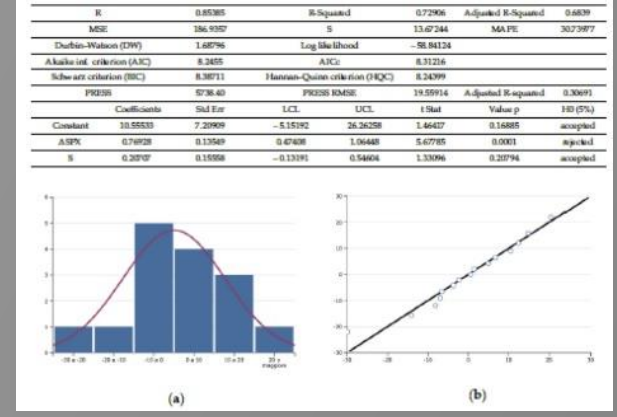 R 0.85385 R-Squared 0.72906 Adjusted R-Squared 0.6839
MSE 186.9357 S 13.67244 MAPE 30.73977
Durbin-Watson (DW) 1.68796 Log likelihood −58.84124
Akaike inf. criterion (AIC) 8.2455 AICc 8.31216
Schwarz criterion (BIC) 8.38711 Hannan-Quinn criterion (HQC) 8.24399
PRESS 5738.40 PRESS RMSE 19.55914 Adjusted R-squared 0.30691
Coefficients Std Err LCL UCL t Stat Value p H0 (5%)
Constant 10.55533 7.20909 −5.15192 26.26258 1.46417 0.16885 accepted
ASPX 0.76928 0.13549 0.47408 1.06448 5.67785 0.0001 rejected
S 0.20707 0.15558 −0.13191 0.54604 1.33096 0.20794 accepted
(a)
(b)